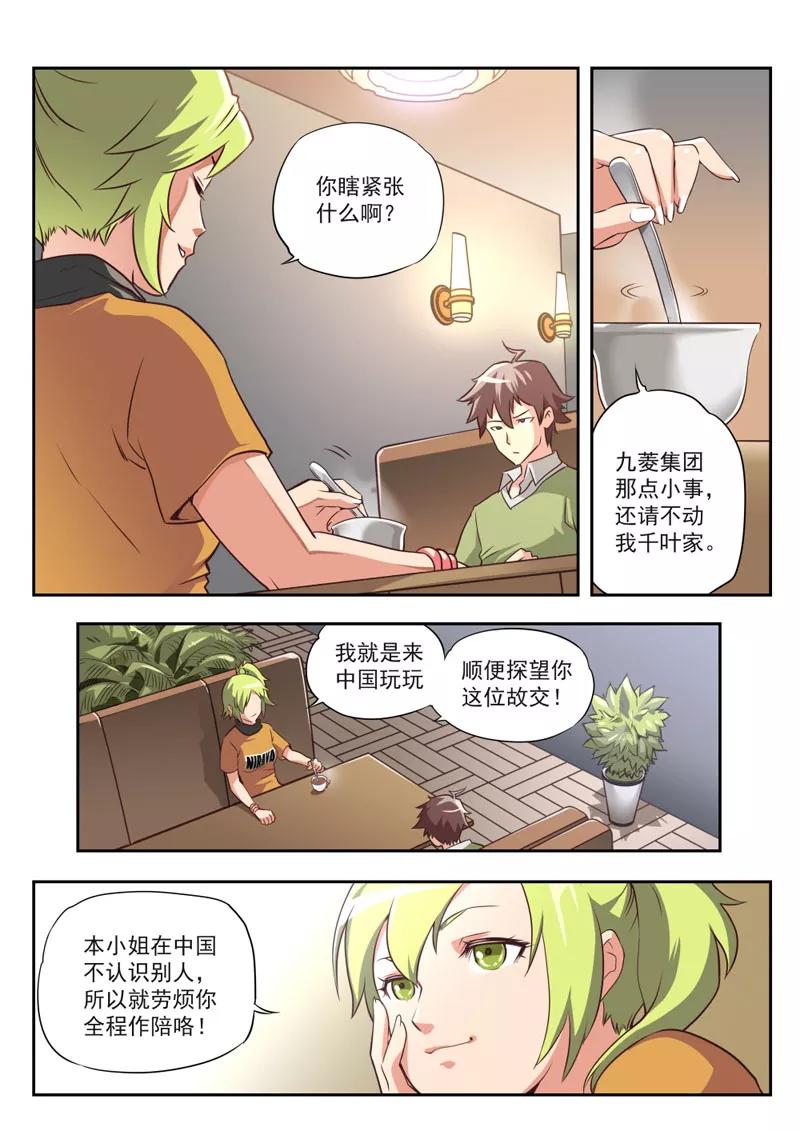 你瞎紧张
什么啊？
九菱集团
那点小事，
还请不动
我千叶家。
我就是来
中国玩玩
顺便探望你
这位故交！
NIRAVA
本小姐在中国
不认识别人，
所以就劳烦你
全程作陪咯！